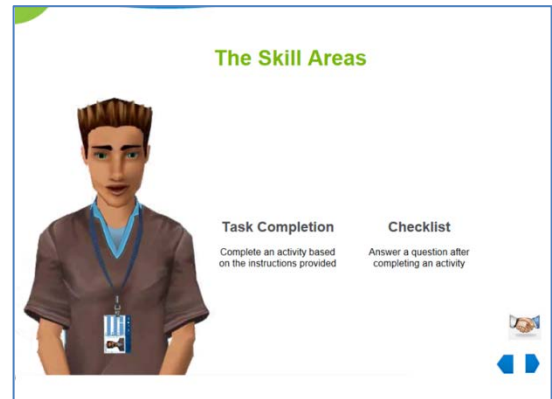 The Skill Areas
Task Completion
Complete an activity based
on the instructions provided
Checklist
Answer a question after
completing an activity